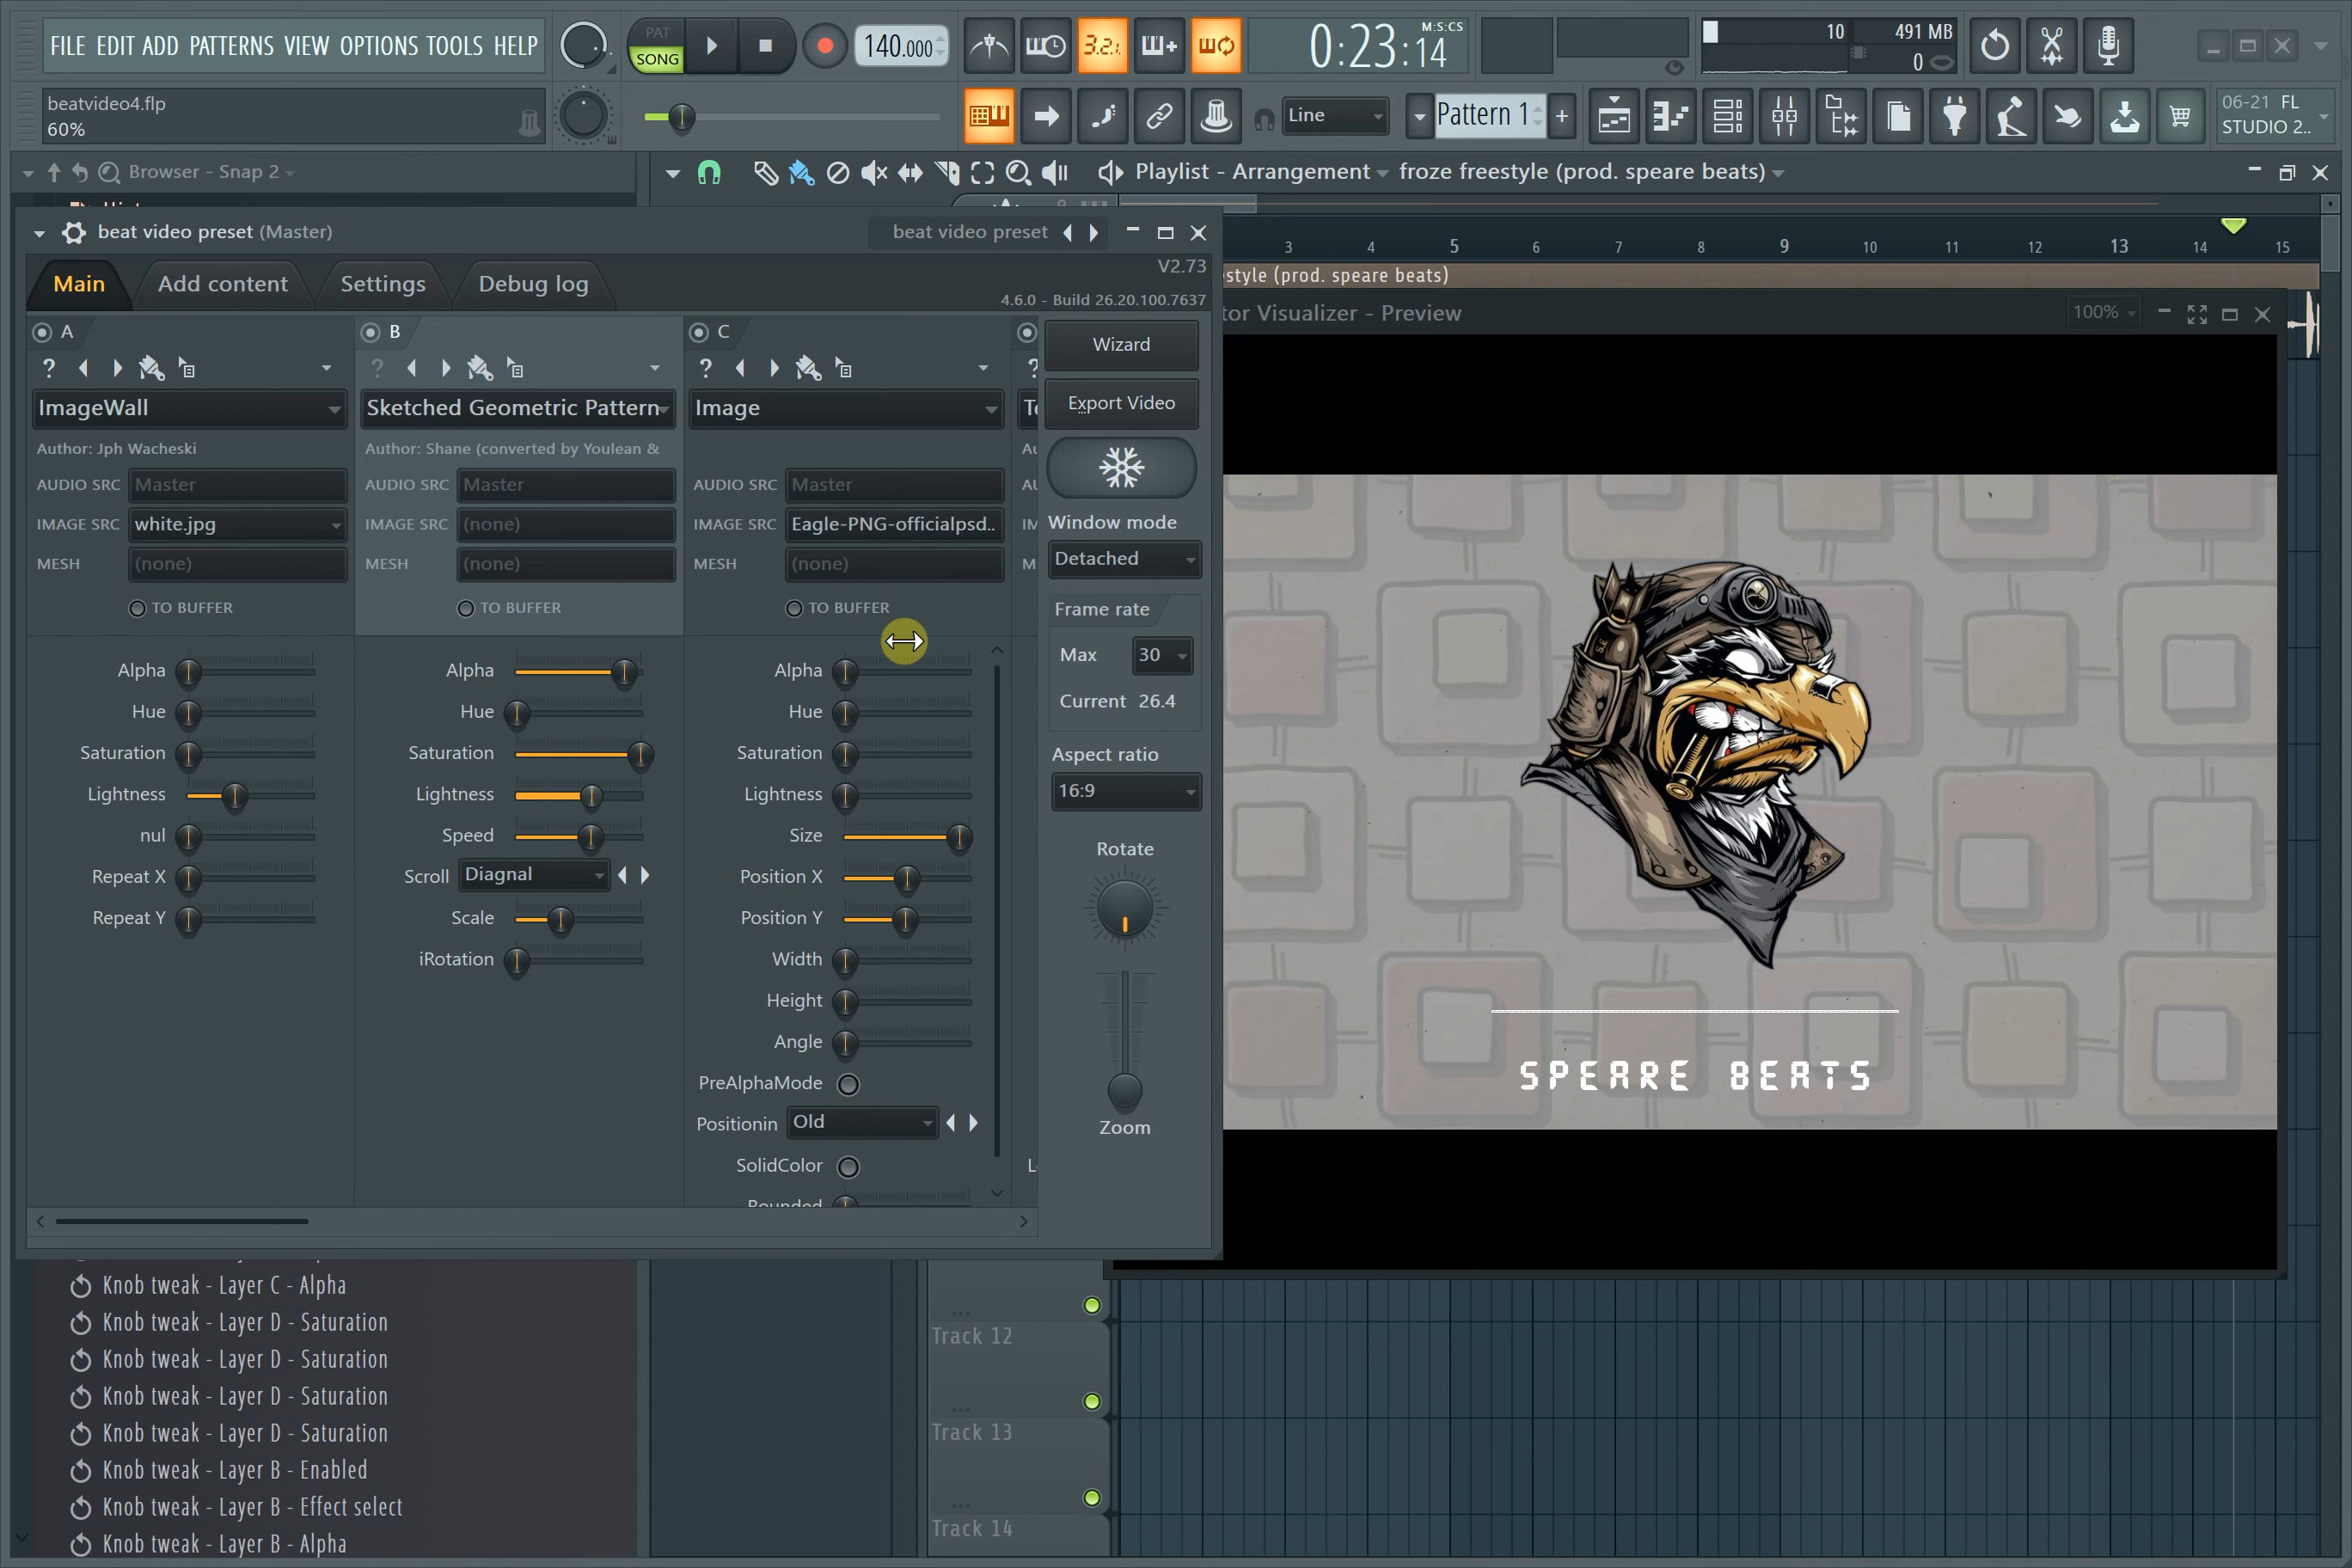 FILE EDIT ADD PATTERNS VIEW OPTIONS TOOLS HELP
PAT
SONG
140.000
3.2.1.
M:S:CS
0:23:14
10
491 MB
0
beatvideo4.flp
60%
Line
Pattern 1
+
06-21 FL
STUDIO 2..
Browser - Snap 2
Playlist - Arrangement
froze freestyle (prod. speare beats)
beat video preset (Master)
beat video preset
3 4 5 6 7 8 9 10 11 12 13 14 15
style (prod. speare beats)
Main
Add content
Settings
Debug log
V2.73
4.6.0 - Build 26.20.100.7637
tor Visualizer - Preview
100%
A
B
C
ImageWall
Sketched Geometric Pattern
Image
Author: Jph Wacheski
Author: Shane (converted by Youlean &
AUDIO SRC Master
AUDIO SRC Master
AUDIO SRC Master
IMAGE SRC white.jpg
IMAGE SRC (none)
IMAGE SRC Eagle-PNG-officialpsd..
MESH (none)
MESH (none)
MESH (none)
TO BUFFER
TO BUFFER
TO BUFFER
Alpha
Hue
Saturation
Lightness
nul
Repeat X
Repeat Y
Alpha
Hue
Saturation
Lightness
Speed
Scroll Diagnal
Scale
iRotation
Alpha
Hue
Saturation
Lightness
Size
Position X
Position Y
Width
Height
Angle
PreAlphaMode
Positionin Old
SolidColor
Rounded
Wizard
Export Video
Window mode
Detached
Frame rate
Max 30
Current 26.4
Aspect ratio
16:9
Rotate
Zoom
SPEARE BEATS
Knob tweak - Layer C - Alpha
Knob tweak - Layer D - Saturation
Knob tweak - Layer D - Saturation
Knob tweak - Layer D - Saturation
Knob tweak - Layer D - Saturation
Knob tweak - Layer B - Enabled
Knob tweak - Layer B - Effect select
Knob tweak - Layer B - Alpha
Track 12
Track 13
Track 14